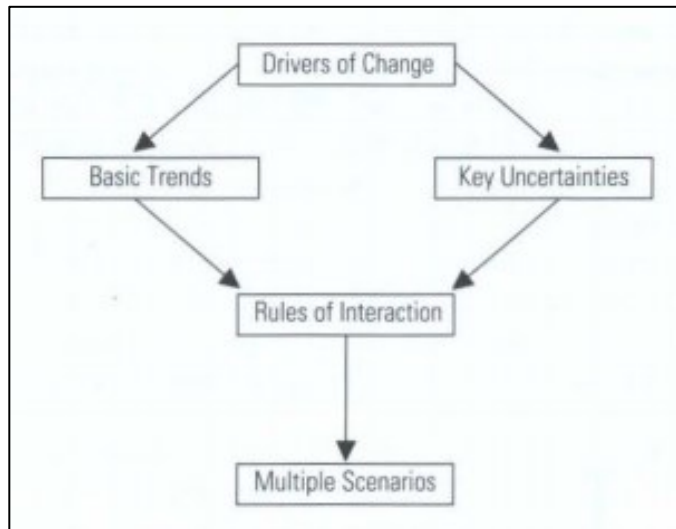 Drivers of Change
Basic Trends
Key Uncertainties
Rules of Interaction
Multiple Scenarios